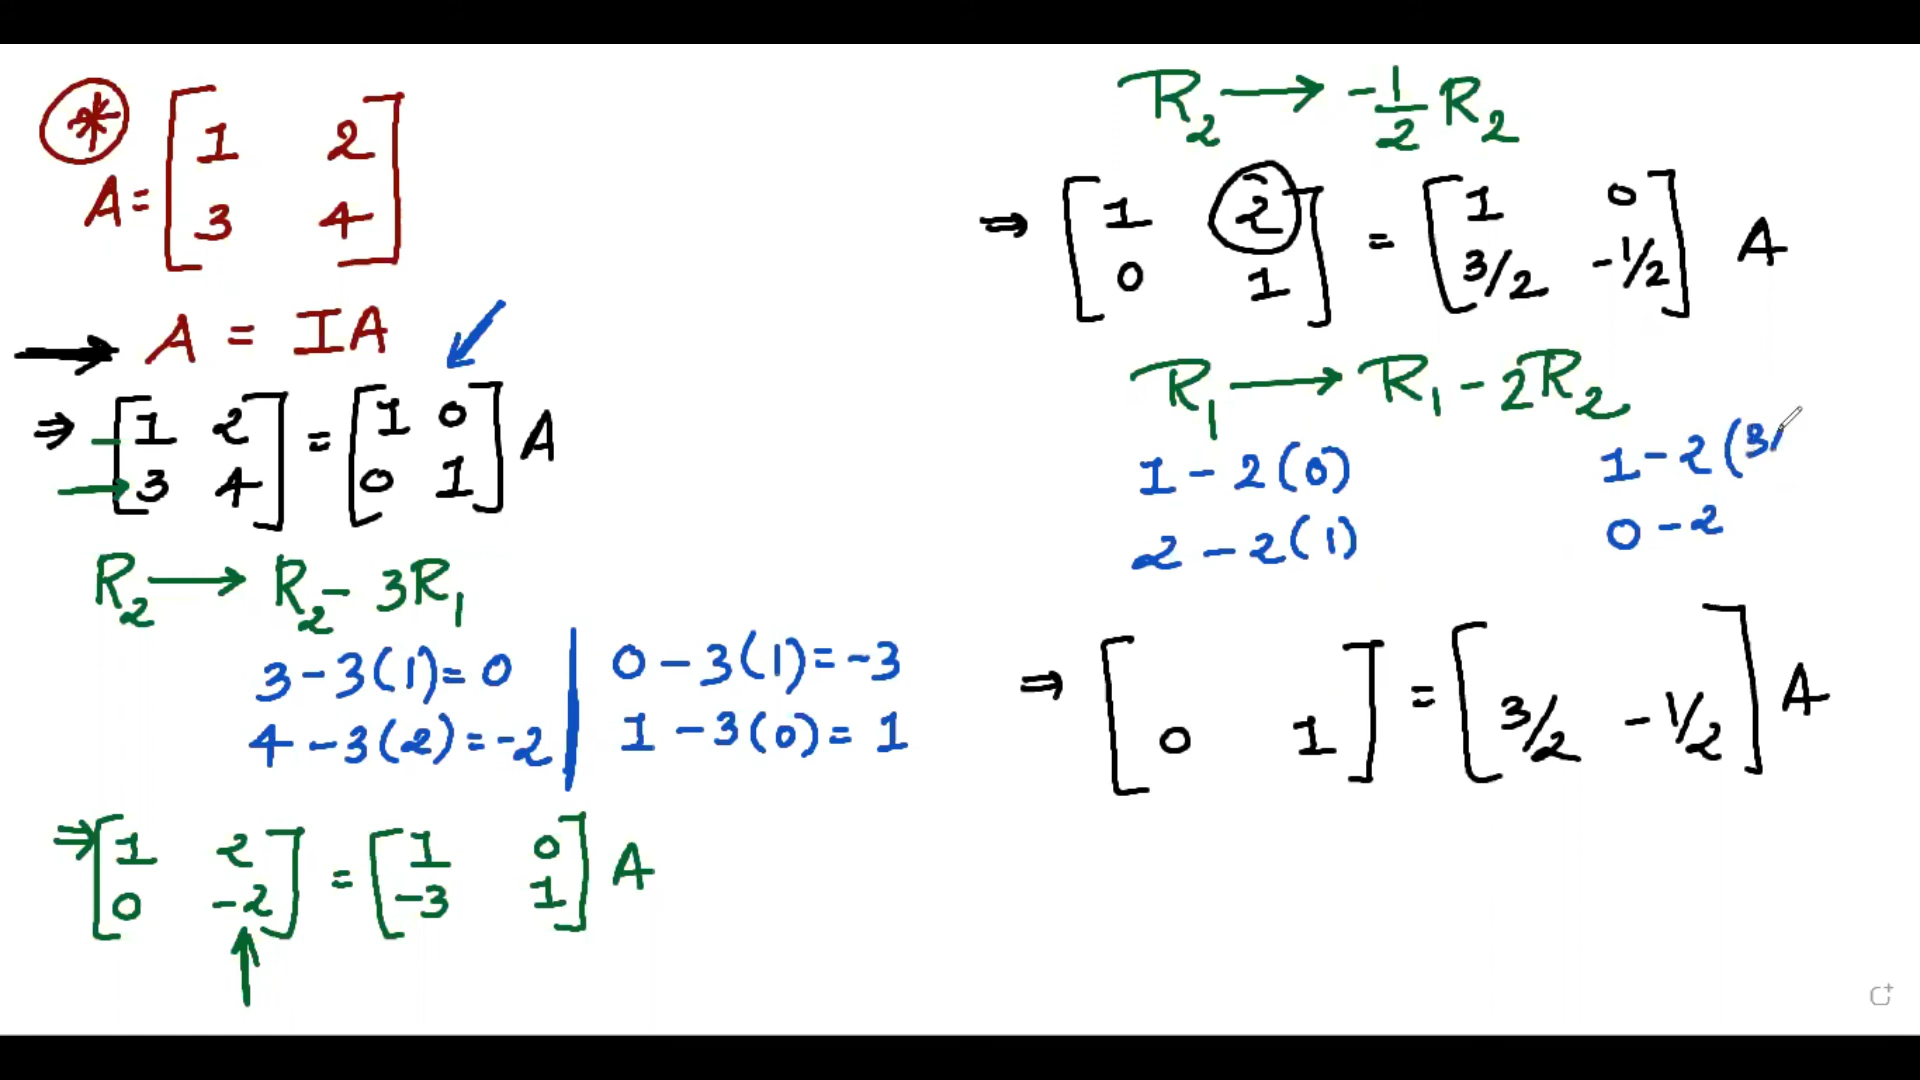 *
A = [1 2
3 4]
A = IA
⇒ [1 2
3 4] = [1 0
0 1] A
R₂ → R₂ - 3R₁
3 - 3(1) = 0 | 0 - 3(1) = -3
4 - 3(2) = -2 | 1 - 3(0) = 1
⇒ [1 2
0 -2] = [1 0
-3 1] A
R₂ → -1/2 R₂
⇒ [1 2
0 1] = [1 0
3/2 -1/2] A
R₁ → R₁ - 2R₂
1 - 2(0) 1 - 2(3/
2 - 2(1) 0 - 2
⇒ [
0 1] = [
3/2 -1/2] A